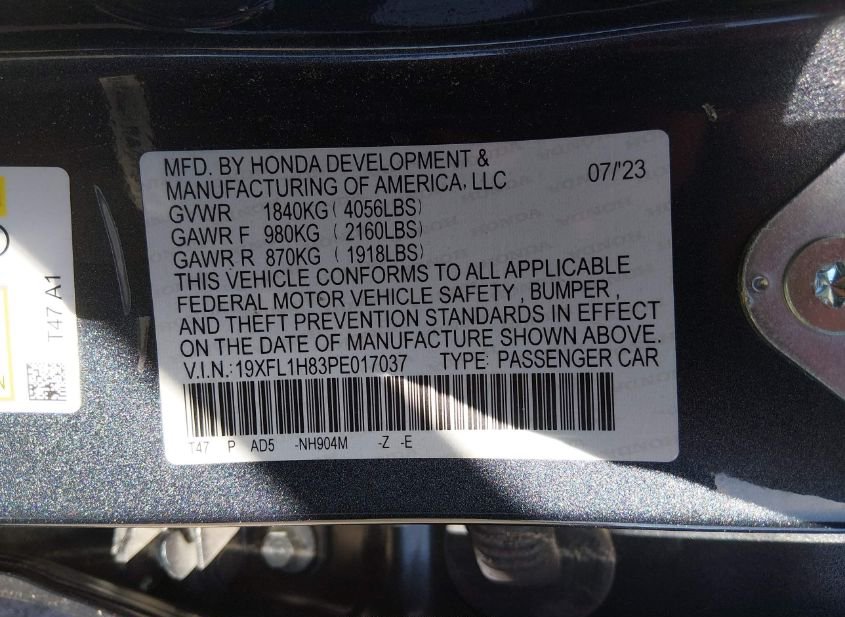 MFD. BY HONDA DEVELOPMENT &
MANUFACTURING OF AMERICA, LLC 07/'23
GVWR 1840KG ( 4056LBS)
GAWR F 980KG ( 2160LBS)
GAWR R 870KG ( 1918LBS)
THIS VEHICLE CONFORMS TO ALL APPLICABLE
FEDERAL MOTOR VEHICLE SAFETY , BUMPER ,
AND THEFT PREVENTION STANDARDS IN EFFECT
ON THE DATE OF MANUFACTURE SHOWN ABOVE.
V.I.N.:19XFL1H83PE017037 TYPE: PASSENGER CAR
T47 P AD5 -NH904M -Z -E
T47 A1